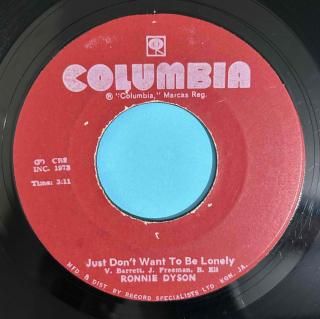 COLUMBIA
® "Columbia," Marcas Reg.
℗ CBS
INC. 1973
Time: 3:11
Just Don't Want To Be Lonely
V. Barrett, J. Freeman, B. Eli
RONNIE DYSON
MFD & DIST BY RECORD SPECIALISTS LTD. KGN, JA.